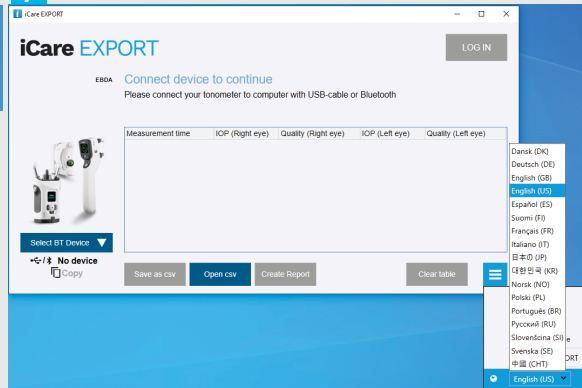 iCare EXPORT
iCare EXPORT
LOG IN
EBDA
Connect device to continue
Please connect your tonometer to computer with USB-cable or Bluetooth
Measurement time IOP (Right eye) Quality (Right eye) IOP (Left eye) Quality (Left eye)
Select BT Device
No device
Copy
Save as csv Open csv Create Report Clear table
Dansk (DK)
Deutsch (DE)
English (GB)
English (US)
Español (ES)
Suomi (FI)
Français (FR)
Italiano (IT)
日本の (JP)
대한민국 (KR)
Norsk (NO)
Polski (PL)
Português (BR)
Русский (RU)
Slovenščina (SI)
Svenska (SE)
中國 (CHT)
English (US)